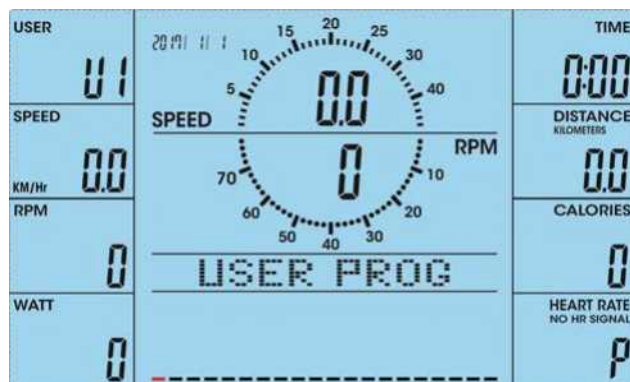 USER
U1
SPEED
KM/Hr 0.0
RPM
0
WATT
0
2017/ 1/ 1
5 10 15 20 25 30 40
SPEED 0.0
RPM
0
10 20 30 40 50 60 70
USER PROG
TIME
0:00
DISTANCE
KILOMETERS
0.0
CALORIES
0
HEART RATE
NO HR SIGNAL
P